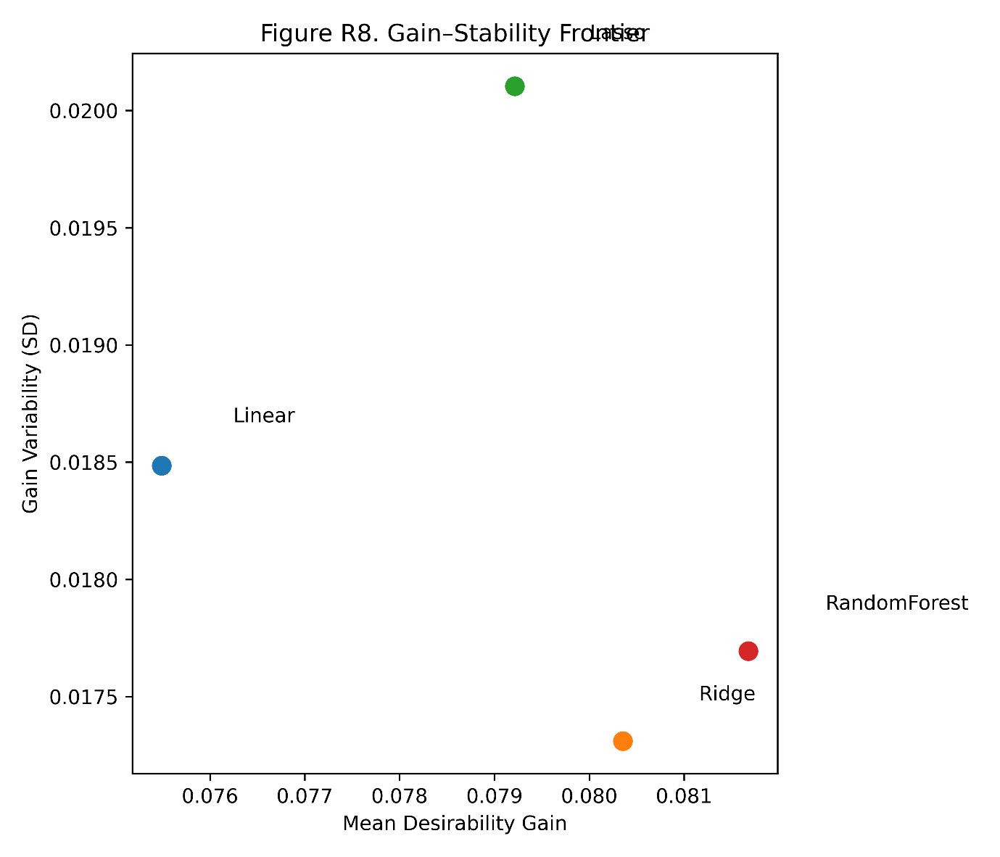 Figure R8. Gain–Stability Frontier
Lasso
0.0200
0.0195
0.0190
0.0185
0.0180
0.0175
Gain Variability (SD)
Linear
RandomForest
Ridge
0.076 0.077 0.078 0.079 0.080 0.081
Mean Desirability Gain